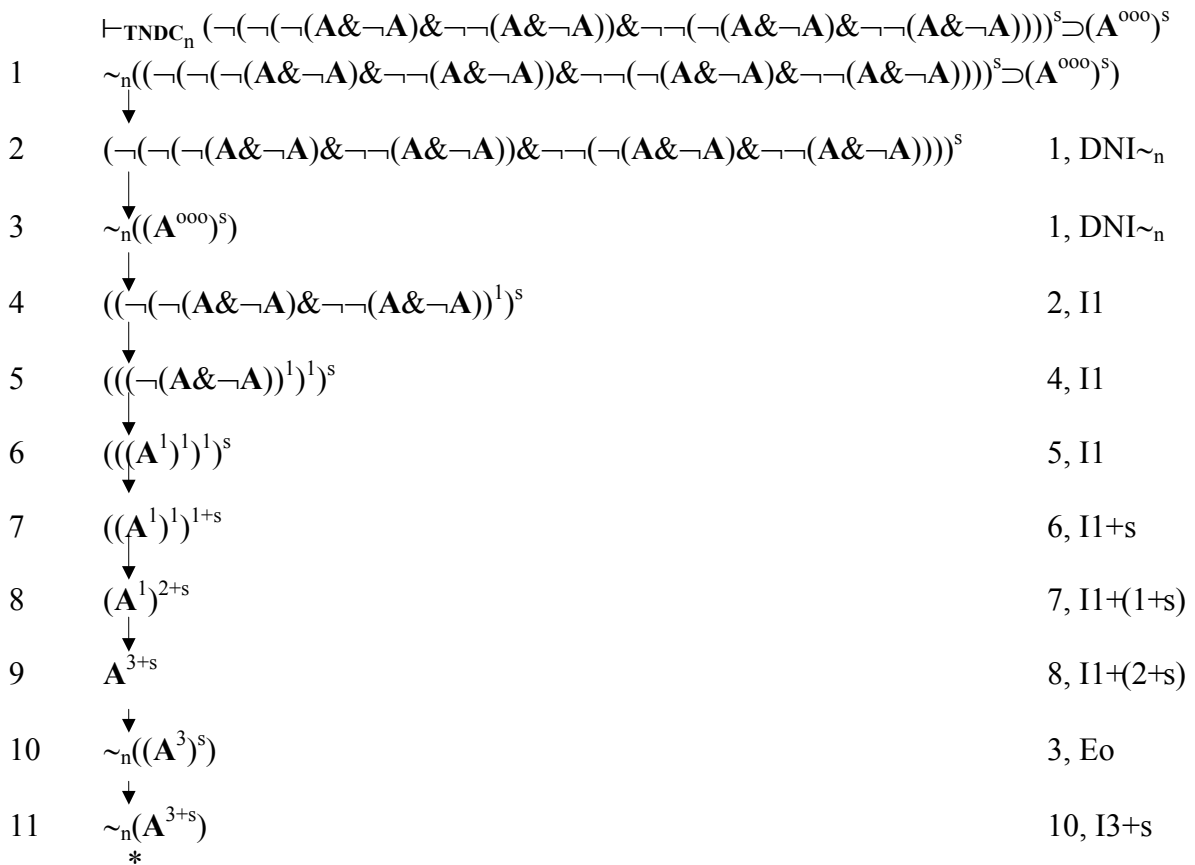 ⊢TNDCₙ (¬(¬(¬(A&¬A)&¬¬(A&¬A))&¬¬(¬(A&¬A)&¬¬(A&¬A))))ˢ⊃(Aᵒᵒᵒ)ˢ
1 ~ₙ((¬(¬(¬(A&¬A)&¬¬(A&¬A))&¬¬(¬(A&¬A)&¬¬(A&¬A))))ˢ⊃(Aᵒᵒᵒ)ˢ)
2 (¬(¬(¬(A&¬A)&¬¬(A&¬A))&¬¬(¬(A&¬A)&¬¬(A&¬A))))ˢ 1, DNI~ₙ
3 ~ₙ((Aᵒᵒᵒ)ˢ) 1, DNI~ₙ
4 ((¬(¬(A&¬A)&¬¬(A&¬A))¹)ˢ 2, I1
5 (((¬(A&¬A))¹)¹)ˢ 4, I1
6 (((A¹)¹)¹)ˢ 5, I1
7 ((A¹)¹)¹⁺ˢ 6, I1+s
8 (A¹)²⁺ˢ 7, I1+(1+s)
9 A³⁺ˢ 8, I1+(2+s)
10 ~ₙ((A³)ˢ) 3, Eo
11 ~ₙ(A³⁺ˢ) 10, I3+s
*